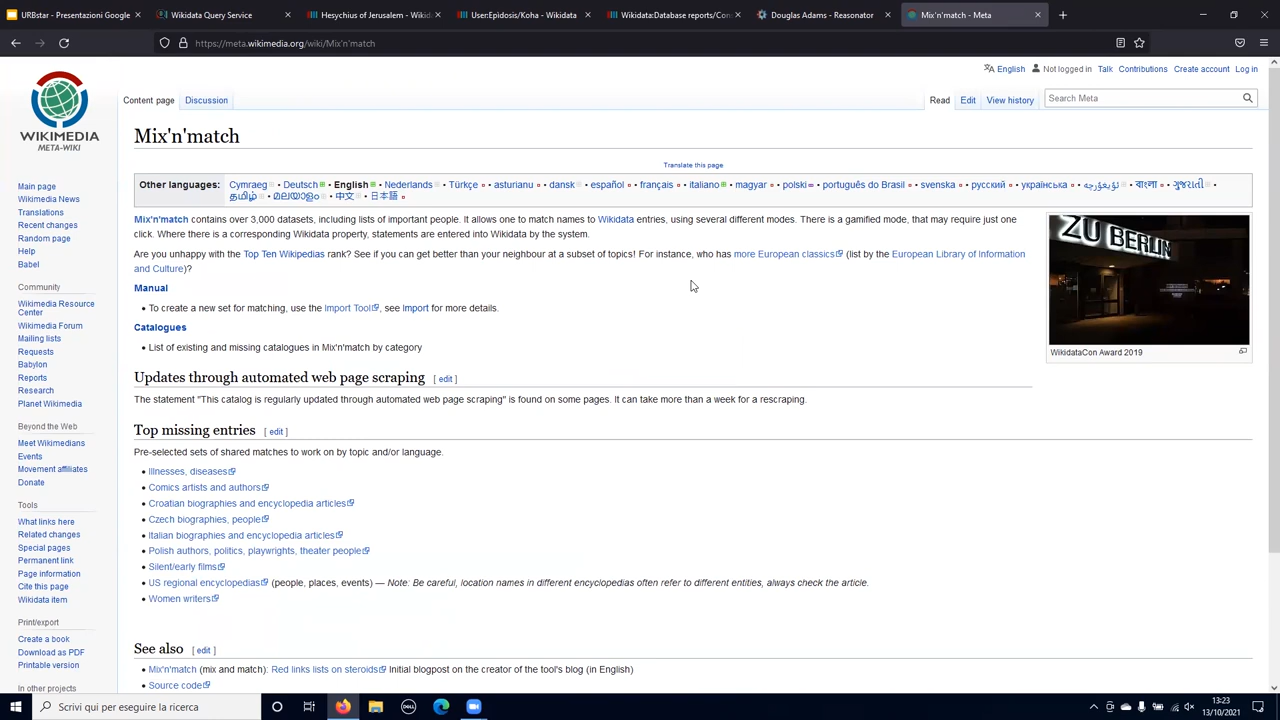 URBstar - Presentazioni Google
Wikidata Query Service
Hesychius of Jerusalem - Wikid
User:Epidosis/Koha - Wikidata
Wikidata:Database reports/Con
Douglas Adams - Reasonator
Mix'n'match - Meta
https://meta.wikimedia.org/wiki/Mix'n'match
English Not logged in Talk Contributions Create account Log in
Content page Discussion
Read Edit View history
Search Meta
WIKIMEDIA
META-WIKI
Mix'n'match
Translate this page
Other languages: Cymraeg • Deutsch • English • Nederlands • Türkçe • asturianu • dansk • español • français • italiano • magyar • polski • português do Brasil • svenska • русский • українська • • বাংলা • ગુજરાતી •
தமிழ் • മലയാളം • 中文 • 日本語
Mix'n'match contains over 3,000 datasets, including lists of important people. It allows one to match names to Wikidata entries, using several different modes. There is a gamified mode, that may require just one
click. Where there is a corresponding Wikidata property, statements are entered into Wikidata by the system.
Are you unhappy with the Top Ten Wikipedias rank? See if you can get better than your neighbour at a subset of topics! For instance, who has more European classics (list by the European Library of Information
and Culture)?
Manual
• To create a new set for matching, use the Import Tool, see Import for more details.
Catalogues
• List of existing and missing catalogues in Mix'n'match by category
ZU BERLIN
WikidataCon Award 2019
Updates through automated web page scraping [ edit ]
The statement "This catalog is regularly updated through automated web page scraping" is found on some pages. It can take more than a week for a rescraping.
Top missing entries [ edit ]
Pre-selected sets of shared matches to work on by topic and/or language.
• Illnesses, diseases
• Comics artists and authors
• Croatian biographies and encyclopedia articles
• Czech biographies, people
• Italian biographies and encyclopedia articles
• Polish authors, politics, playwrights, theater people
• Silent/early films
• US regional encyclopedias (people, places, events) — Note: Be careful, location names in different encyclopedias often refer to different entities, always check the article.
• Women writers
See also [ edit ]
• Mix'n'match (mix and match): Red links lists on steroids Initial blogpost on the creator of the tool's blog (in English)
• Source code
Main page
Wikimedia News
Translations
Recent changes
Random page
Help
Babel
Community
Wikimedia Resource
Center
Wikimedia Forum
Mailing lists
Requests
Babylon
Reports
Research
Planet Wikimedia
Beyond the Web
Meet Wikimedians
Events
Movement affiliates
Donate
Tools
What links here
Related changes
Special pages
Permanent link
Page information
Cite this page
Wikidata item
Print/export
Create a book
Download as PDF
Printable version
In other projects
Scrivi qui per eseguire la ricerca
DELL
13:23
13/10/2021